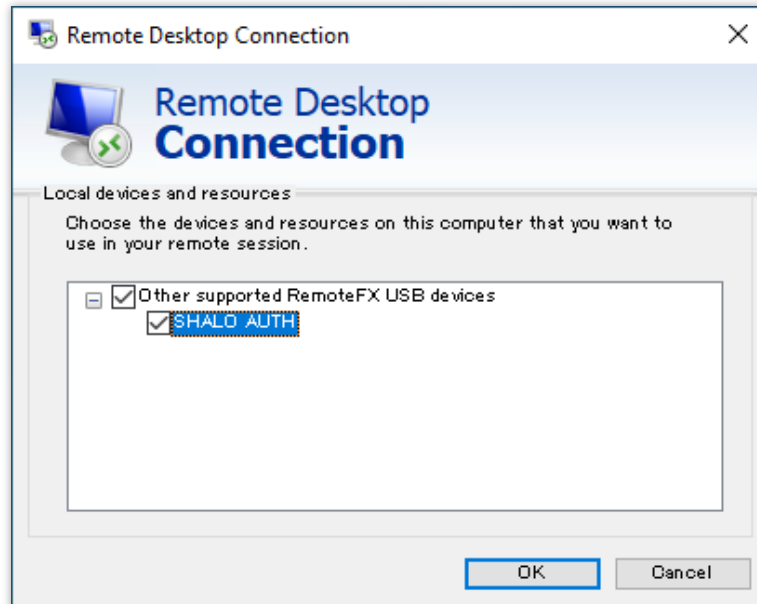 Remote Desktop Connection
Remote Desktop
Connection
Local devices and resources
Choose the devices and resources on this computer that you want to
use in your remote session.
Other supported RemoteFX USB devices
SHALO AUTH
OK
Cancel